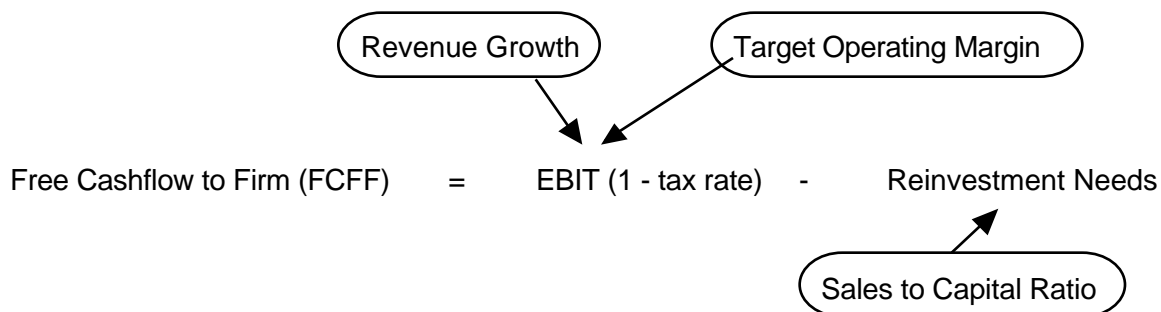 Revenue Growth Target Operating Margin
Free Cashflow to Firm (FCFF) = EBIT (1 - tax rate) - Reinvestment Needs
Sales to Capital Ratio